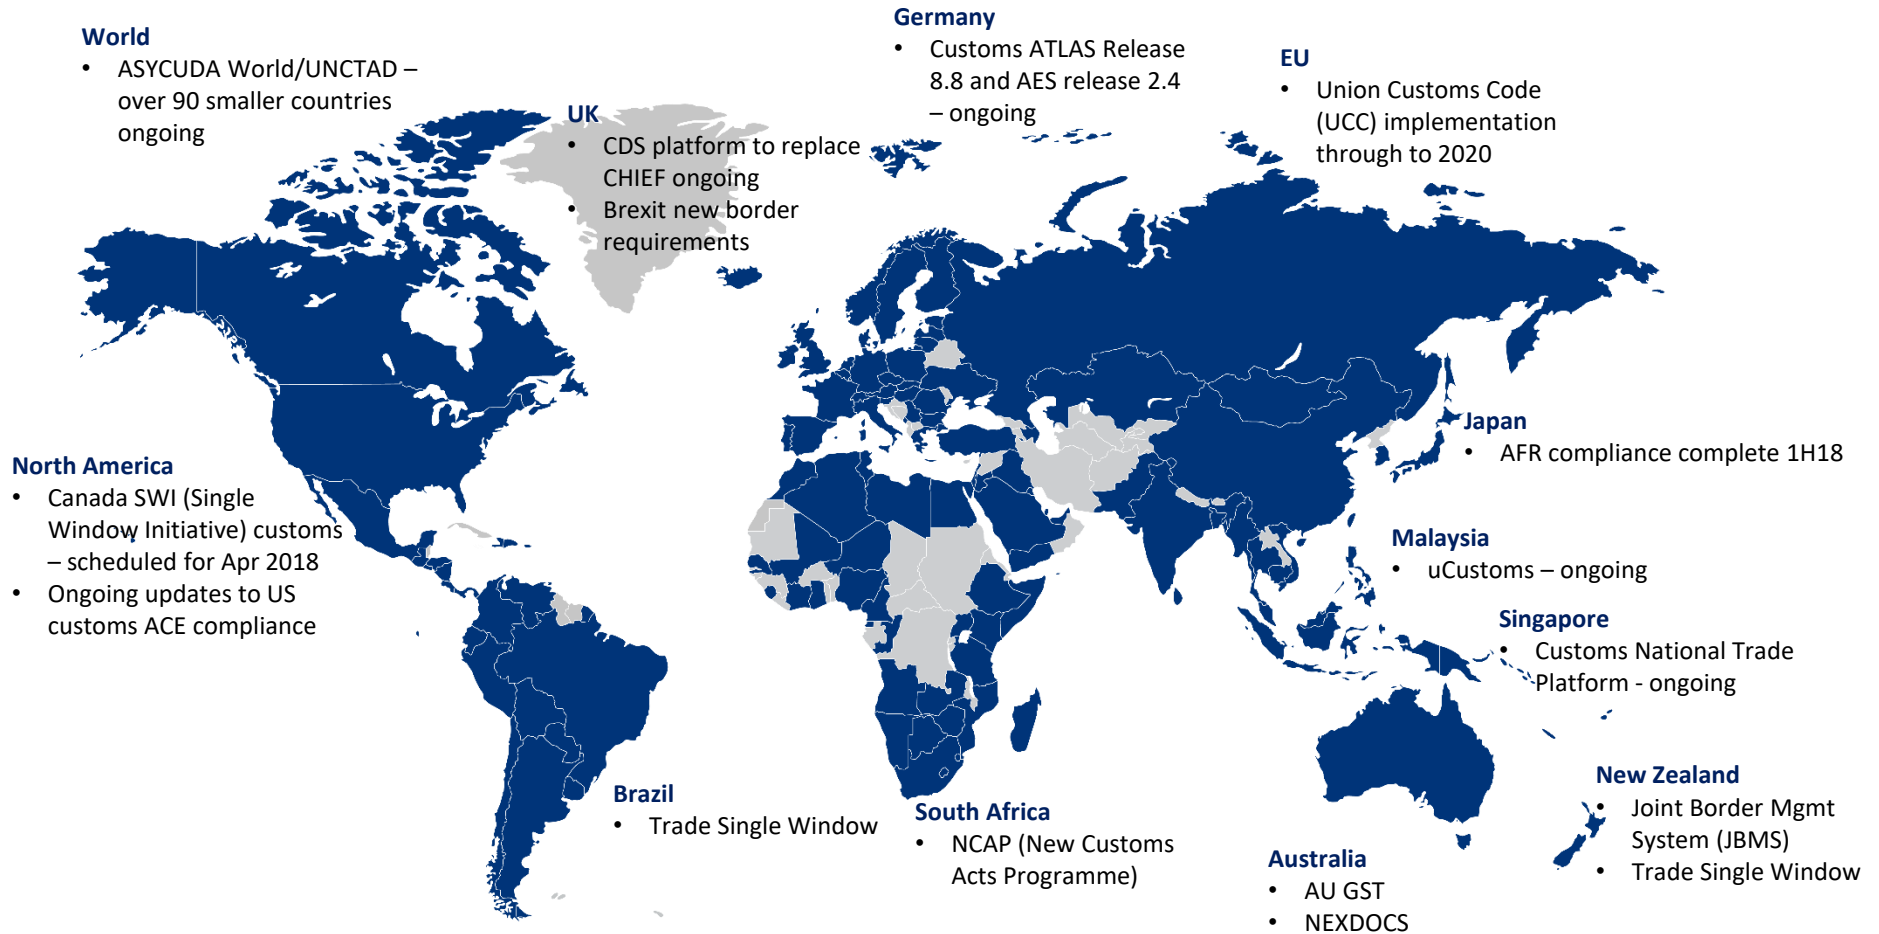 World
• ASYCUDA World/UNCTAD –
over 90 smaller countries
ongoing
UK
• CDS platform to replace
CHIEF ongoing
• Brexit new border
requirements
Germany
• Customs ATLAS Release
8.8 and AES release 2.4
– ongoing
EU
• Union Customs Code
(UCC) implementation
through to 2020
North America
• Canada SWI (Single
Window Initiative) customs
– scheduled for Apr 2018
• Ongoing updates to US
customs ACE compliance
Japan
• AFR compliance complete 1H18
Malaysia
• uCustoms – ongoing
Singapore
• Customs National Trade
Platform - ongoing
Brazil
• Trade Single Window
South Africa
• NCAP (New Customs
Acts Programme)
Australia
• AU GST
• NEXDOCS
New Zealand
• Joint Border Mgmt
System (JBMS)
• Trade Single Window